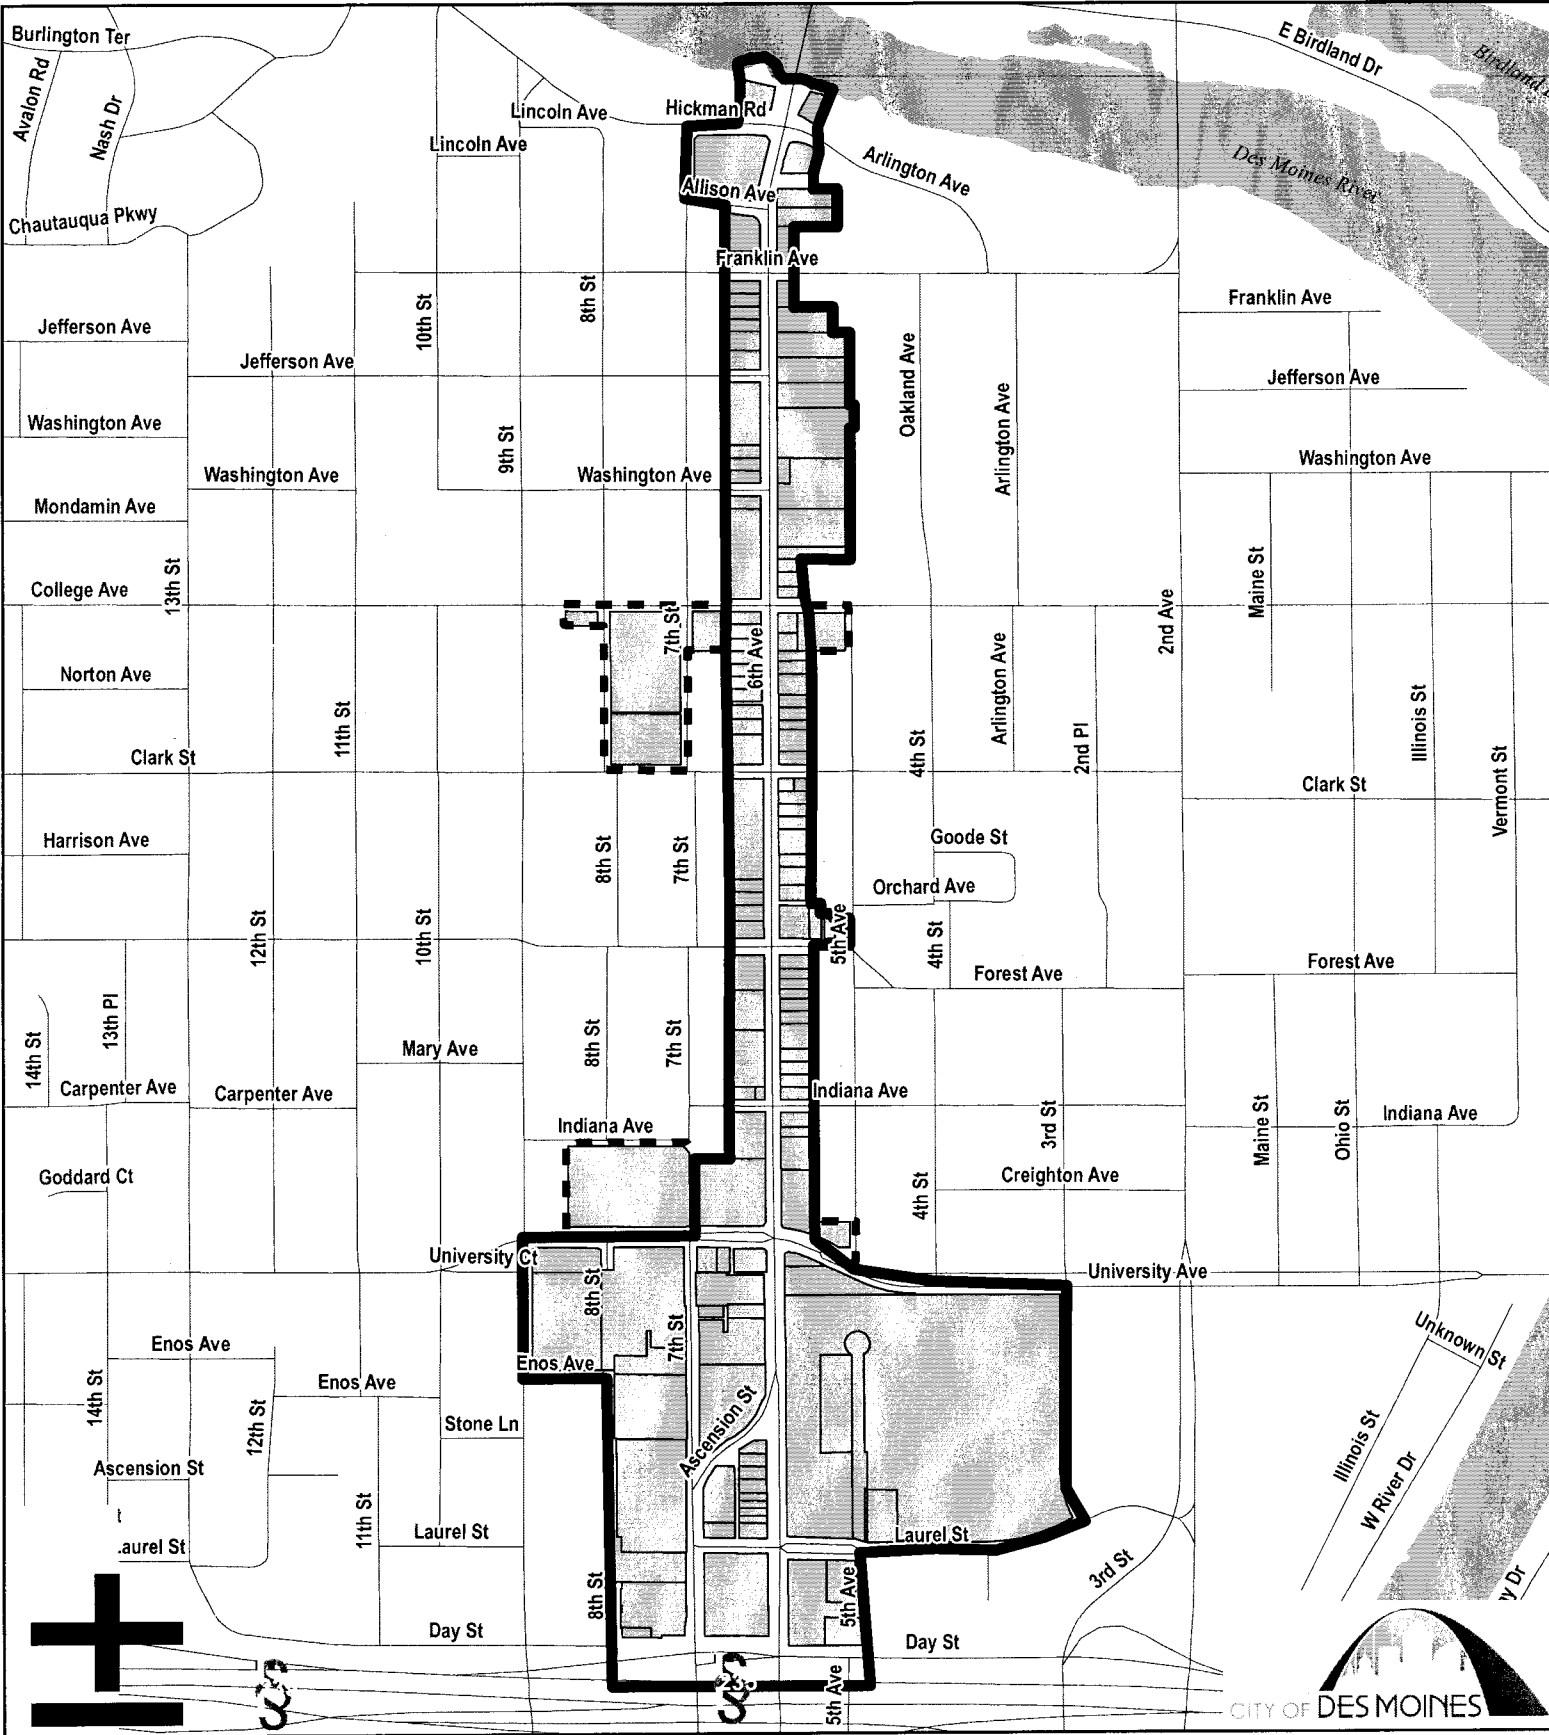 Burlington Ter
E Birdland Dr
Birdland
Avalon Rd
Nash Dr
Lincoln Ave
Hickman Rd
Lincoln Ave
Arlington Ave
Des Moines River
Allison Ave
Chautauqua Pkwy
Franklin Ave
8th St
10th St
Franklin Ave
Jefferson Ave
Jefferson Ave
Oakland Ave
Jefferson Ave
Arlington Ave
Washington Ave
9th St
Washington Ave
Washington Ave
Washington Ave
Mondamin Ave
13th St
College Ave
Maine St
7th St
6th Ave
2nd Ave
Norton Ave
Arlington Ave
11th St
Illinois St
4th St
2nd Pl
Clark St
Clark St
Vermont St
Harrison Ave
8th St
7th St
Goode St
Orchard Ave
12th St
10th St
5th Ave
4th St
Forest Ave
Forest Ave
13th Pl
14th St
Mary Ave
8th St
7th St
Carpenter Ave
Carpenter Ave
Indiana Ave
Indiana Ave
3rd St
Maine St
Ohio St
Indiana Ave
Goddard Ct
4th St
Creighton Ave
University Ct
University Ave
8th St
7th St
Enos Ave
Enos Ave
Enos Ave
Unknown St
14th St
12th St
Stone Ln
Ascension St
Illinois St
Ascension St
W River Dr
11th St
Laurel St
Laurel St
.aurel St
3rd St
8th St
5th Ave
Day St
Day St
5th Ave
CITY OF DES MOINES